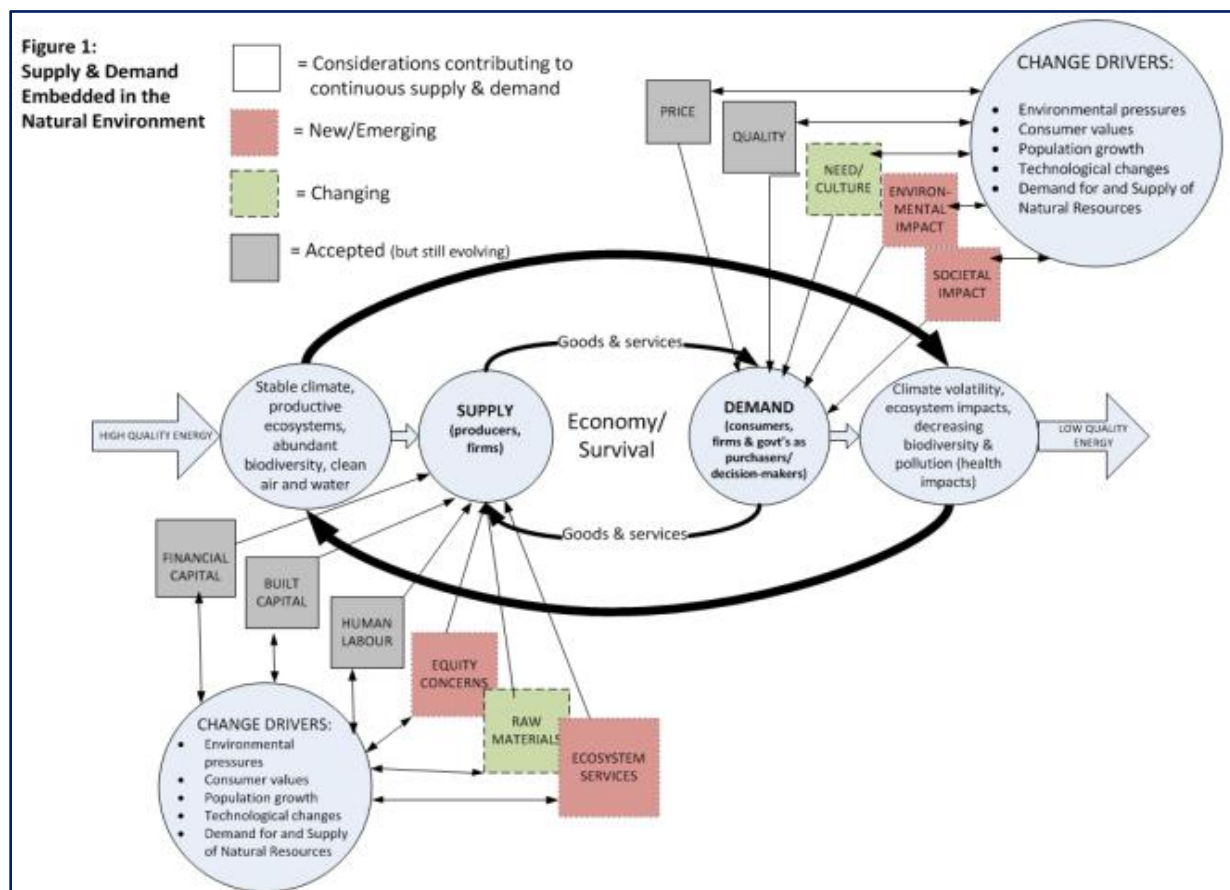 Figure 1:
Supply & Demand
Embedded in the
Natural Environment
= Considerations contributing to
continuous supply & demand
= New/Emerging
= Changing
= Accepted (but still evolving)
PRICE
QUALITY
NEED/
CULTURE
ENVIRON-
MENTAL
IMPACT
SOCIETAL
IMPACT
CHANGE DRIVERS:
• Environmental pressures
• Consumer values
• Population growth
• Technological changes
• Demand for and Supply of
Natural Resources
HIGH QUALITY ENERGY
Stable climate,
productive
ecosystems,
abundant
biodiversity, clean
air and water
SUPPLY
(producers,
firms)
Goods & services
Economy/
Survival
Goods & services
DEMAND
(consumers,
firms & govt's as
purchasers/
decision-makers)
Climate volatility,
ecosystem impacts,
decreasing
biodiversity &
pollution (health
impacts)
LOW QUALITY
ENERGY
FINANCIAL
CAPITAL
BUILT
CAPITAL
HUMAN
LABOUR
EQUITY
CONCERNS
RAW
MATERIALS
ECOSYSTEM
SERVICES
CHANGE DRIVERS:
• Environmental
pressures
• Consumer values
• Population growth
• Technological changes
• Demand for and Supply
of Natural Resources